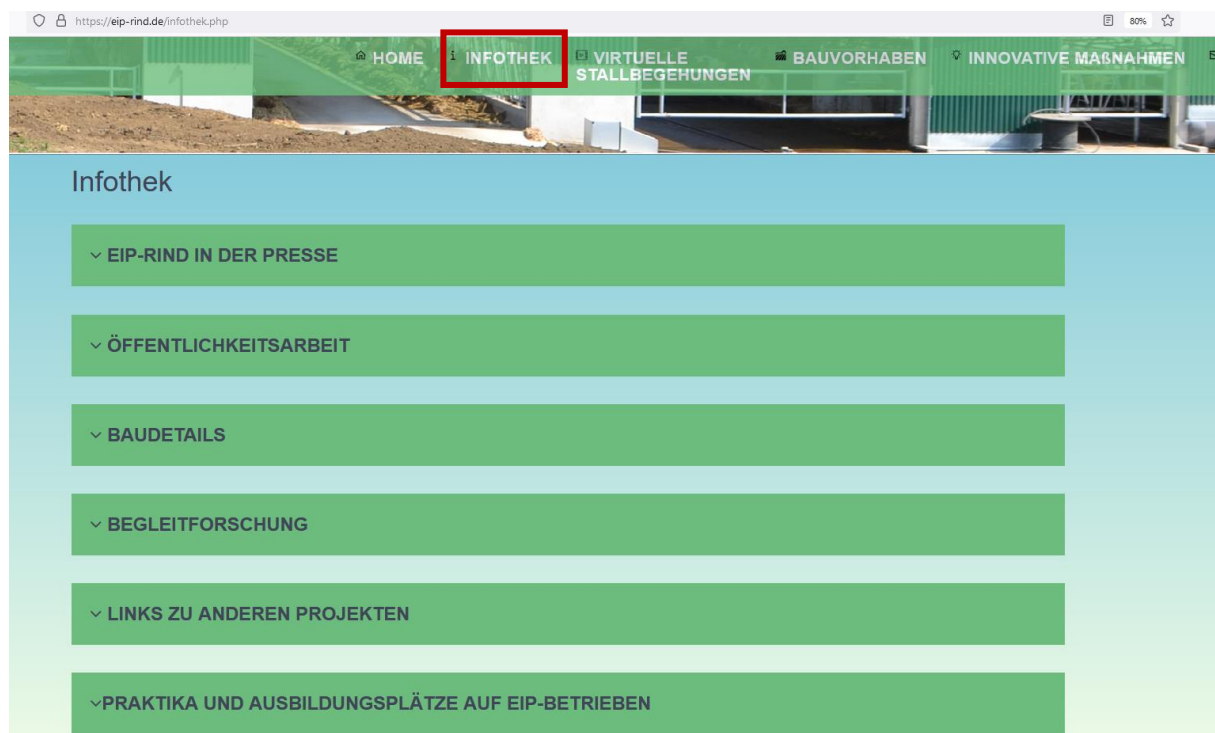 https://eip-rind.de/infothek.php
80%
HOME
i INFOTHEK
VIRTUELLE
STALLBEGEHUNGEN
BAUVORHABEN
INNOVATIVE MAßNAHMEN
Infothek
EIP-RIND IN DER PRESSE
ÖFFENTLICHKEITSARBEIT
BAUDETAILS
BEGLEITFORSCHUNG
LINKS ZU ANDEREN PROJEKTEN
PRAKTIKA UND AUSBILDUNGSPLÄTZE AUF EIP-BETRIEBEN